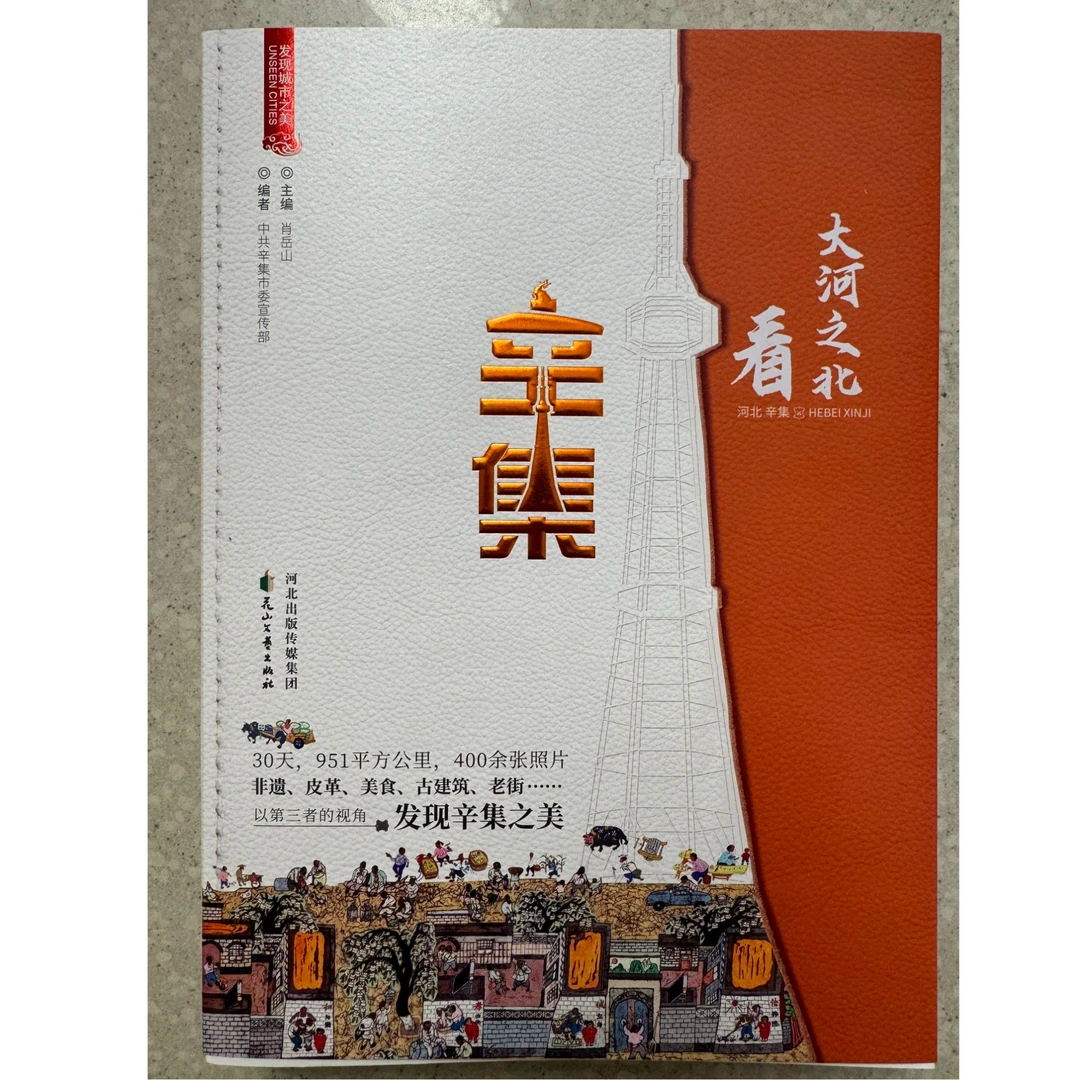 发现城市之美
UNSEEN CITIES
◎ 主编 肖岳山
◎ 编者 中共辛集市委宣传部
大河之北
看
辛集
河北 辛集 HEBEI XINJI
河北出版传媒集团
花山文艺出版社
30天，951平方公里，400余张照片
非遗、皮革、美食、古建筑、老街……
以第三者的视角 发现辛集之美